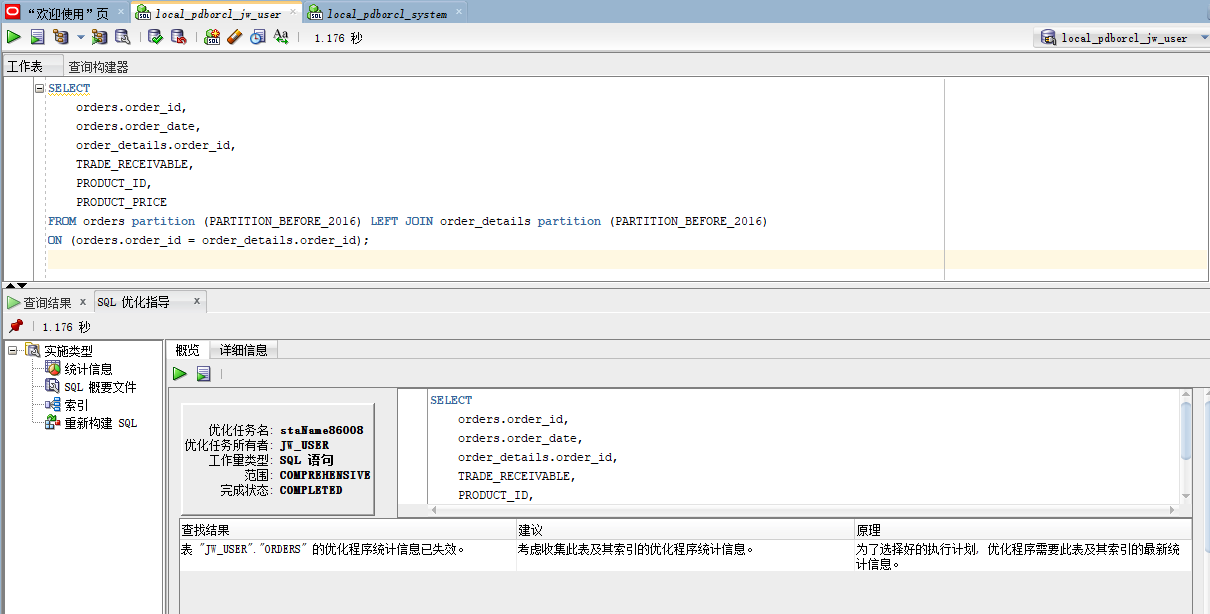 “欢迎使用”页
local_pdborcl_jw_user
local_pdborcl_system
1.176 秒
local_pdborcl_jw_user
工作表
查询构建器
SELECT
orders.order_id,
orders.order_date,
order_details.order_id,
TRADE_RECEIVABLE,
PRODUCT_ID,
PRODUCT_PRICE
FROM orders partition (PARTITION_BEFORE_2016) LEFT JOIN order_details partition (PARTITION_BEFORE_2016)
ON (orders.order_id = order_details.order_id);
查询结果 x
SQL 优化指导 x
1.176 秒
实施类型
统计信息
SQL 概要文件
索引
重新构建 SQL
概览
详细信息
优化任务名: staName86008
优化任务所有者: JW_USER
工作量类型: SQL 语句
范围: COMPREHENSIVE
完成状态: COMPLETED
SELECT
orders.order_id,
orders.order_date,
order_details.order_id,
TRADE_RECEIVABLE,
PRODUCT_ID,
查找结果
建议
原理
表 "JW_USER"."ORDERS" 的优化程序统计信息已失效。
考虑收集此表及其索引的优化程序统计信息。
为了选择好的执行计划, 优化程序需要此表及其索引的最新统
计信息。